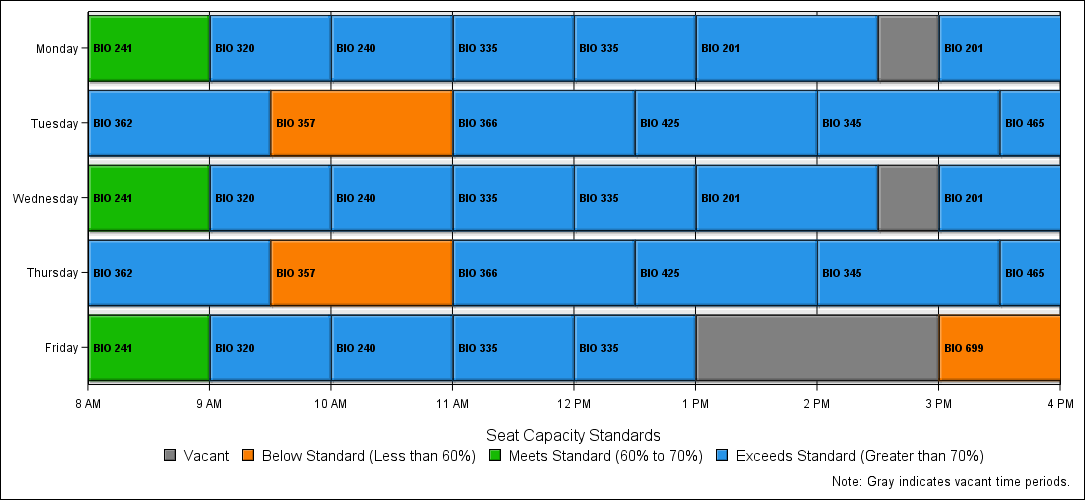 Monday BIO 241 BIO 320 BIO 240 BIO 335 BIO 335 BIO 201 BIO 201
Tuesday BIO 362 BIO 357 BIO 366 BIO 425 BIO 345 BIO 465
Wednesday BIO 241 BIO 320 BIO 240 BIO 335 BIO 335 BIO 201 BIO 201
Thursday BIO 362 BIO 357 BIO 366 BIO 425 BIO 345 BIO 465
Friday BIO 241 BIO 320 BIO 240 BIO 335 BIO 335 BIO 699
8 AM 9 AM 10 AM 11 AM 12 PM 1 PM 2 PM 3 PM 4 PM
Seat Capacity Standards
Vacant Below Standard (Less than 60%) Meets Standard (60% to 70%) Exceeds Standard (Greater than 70%)
Note: Gray indicates vacant time periods.